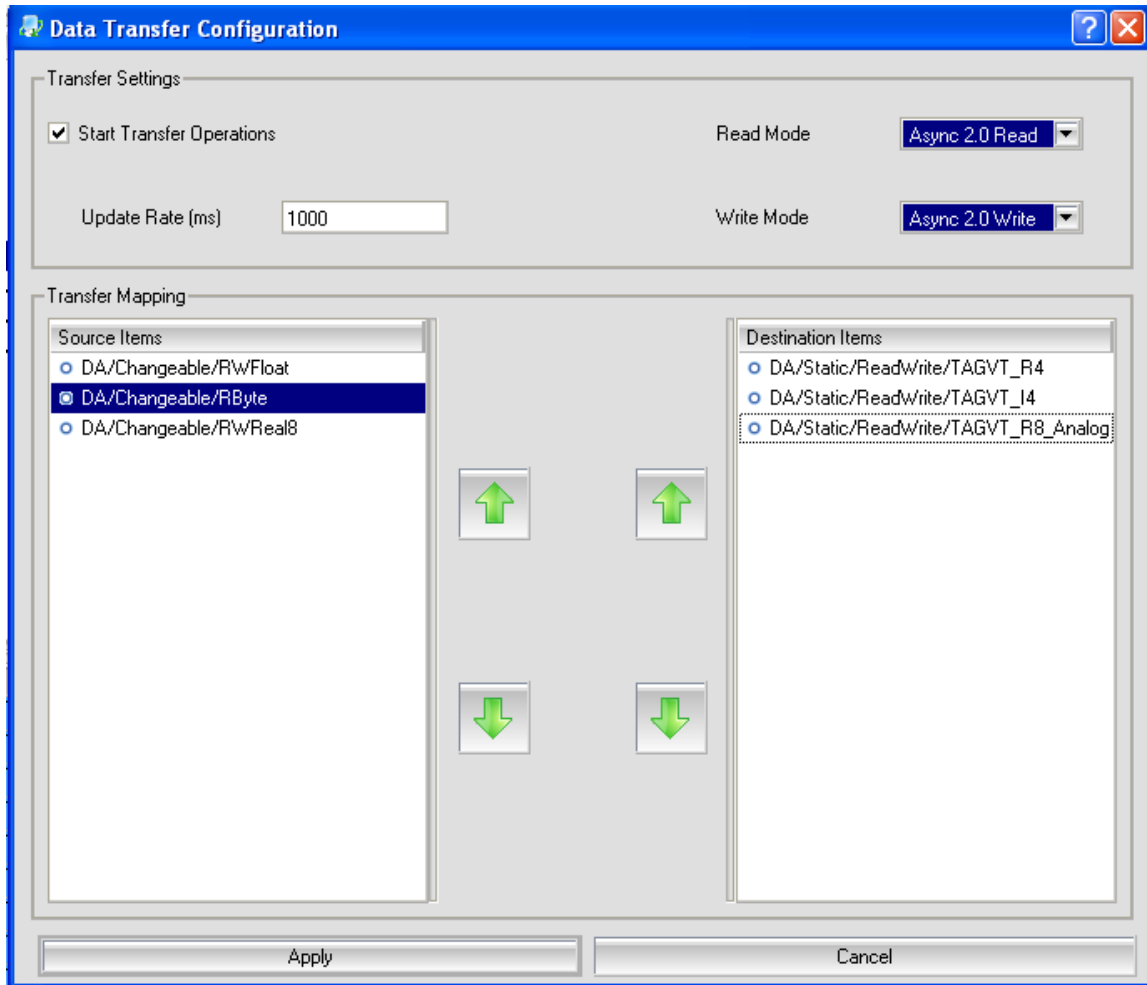 Data Transfer Configuration
Transfer Settings
Start Transfer Operations
Read Mode
Async 2.0 Read
Update Rate (ms)
1000
Write Mode
Async 2.0 Write
Transfer Mapping
Source Items
DA/Changeable/RWFloat
DA/Changeable/RByte
DA/Changeable/RWReal8
Destination Items
DA/Static/ReadWrite/TAGVT_R4
DA/Static/ReadWrite/TAGVT_I4
DA/Static/ReadWrite/TAGVT_R8_Analog
Apply
Cancel